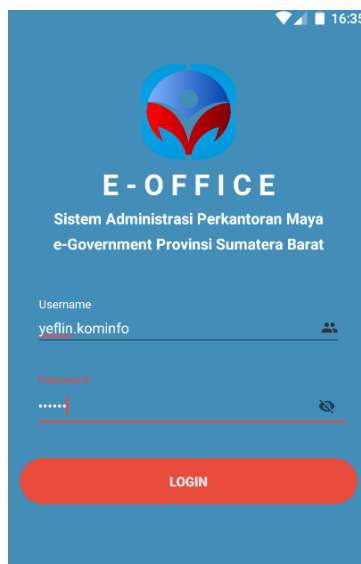 16:35
E-OFFICE
Sistem Administrasi Perkantoran Maya
e-Government Provinsi Sumatera Barat
Username
yeflin.kominfo
Password
••••••
LOGIN